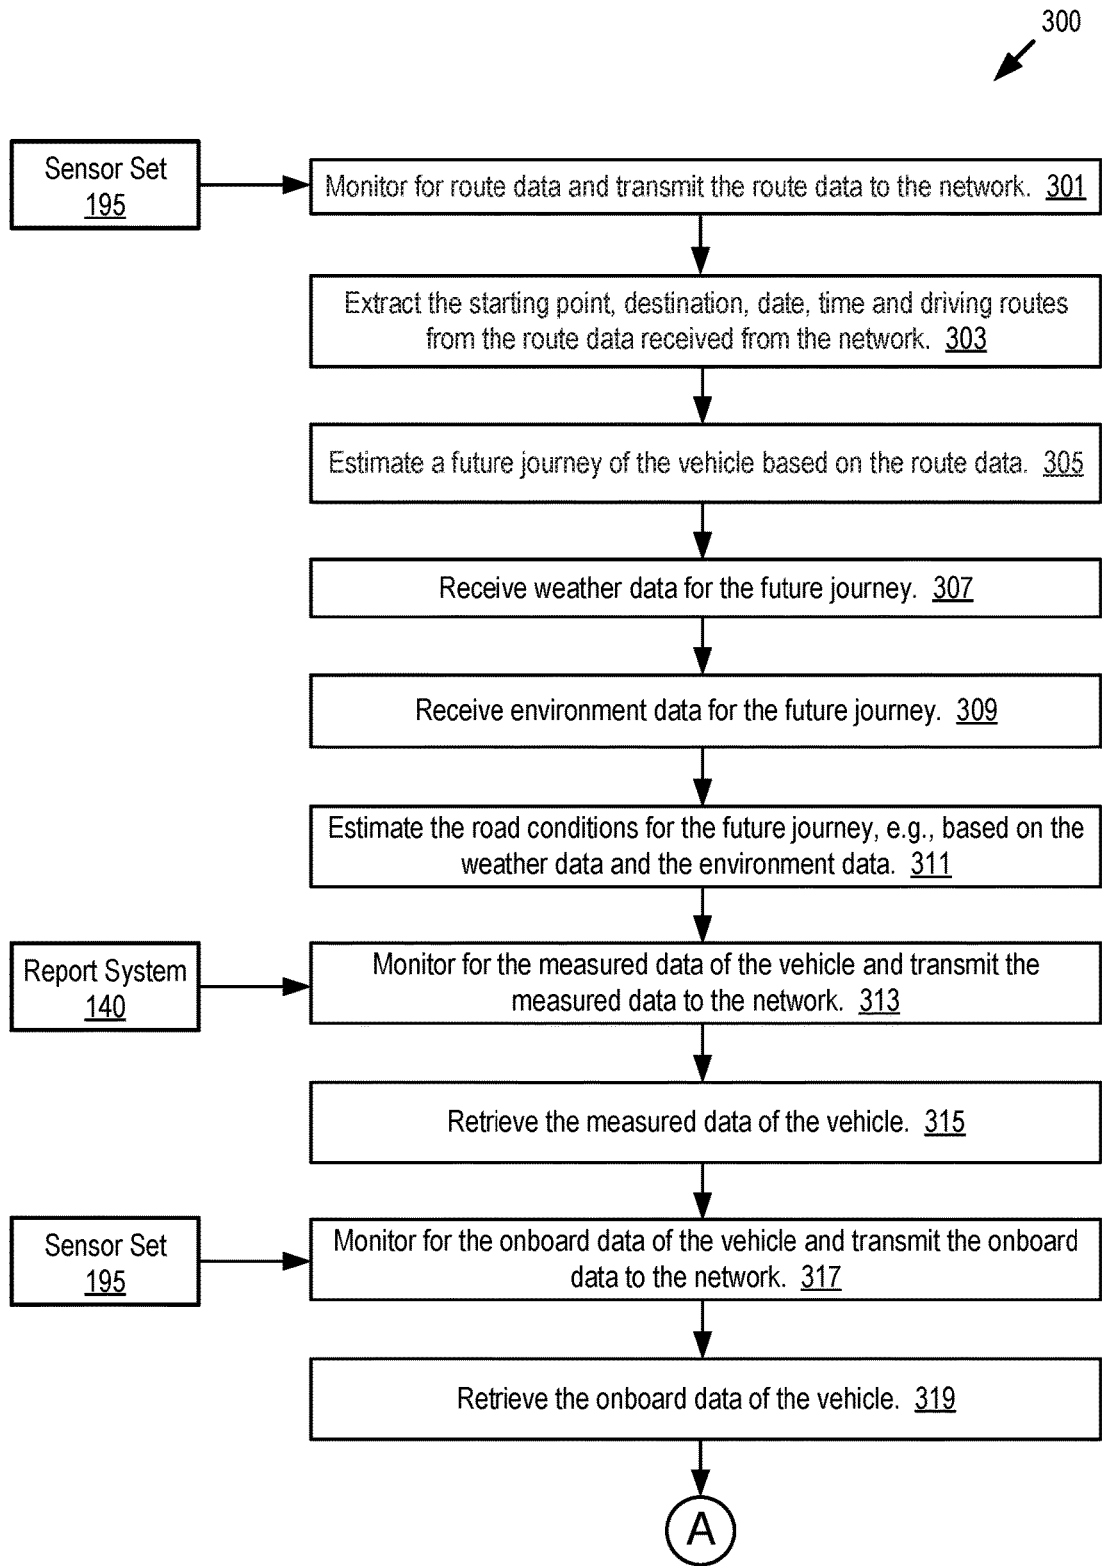 300
Sensor Set
195
Monitor for route data and transmit the route data to the network. 301
Extract the starting point, destination, date, time and driving routes
from the route data received from the network. 303
Estimate a future journey of the vehicle based on the route data. 305
Receive weather data for the future journey. 307
Receive environment data for the future journey. 309
Estimate the road conditions for the future journey, e.g., based on the
weather data and the environment data. 311
Report System
140
Monitor for the measured data of the vehicle and transmit the
measured data to the network. 313
Retrieve the measured data of the vehicle. 315
Sensor Set
195
Monitor for the onboard data of the vehicle and transmit the onboard
data to the network. 317
Retrieve the onboard data of the vehicle. 319
A